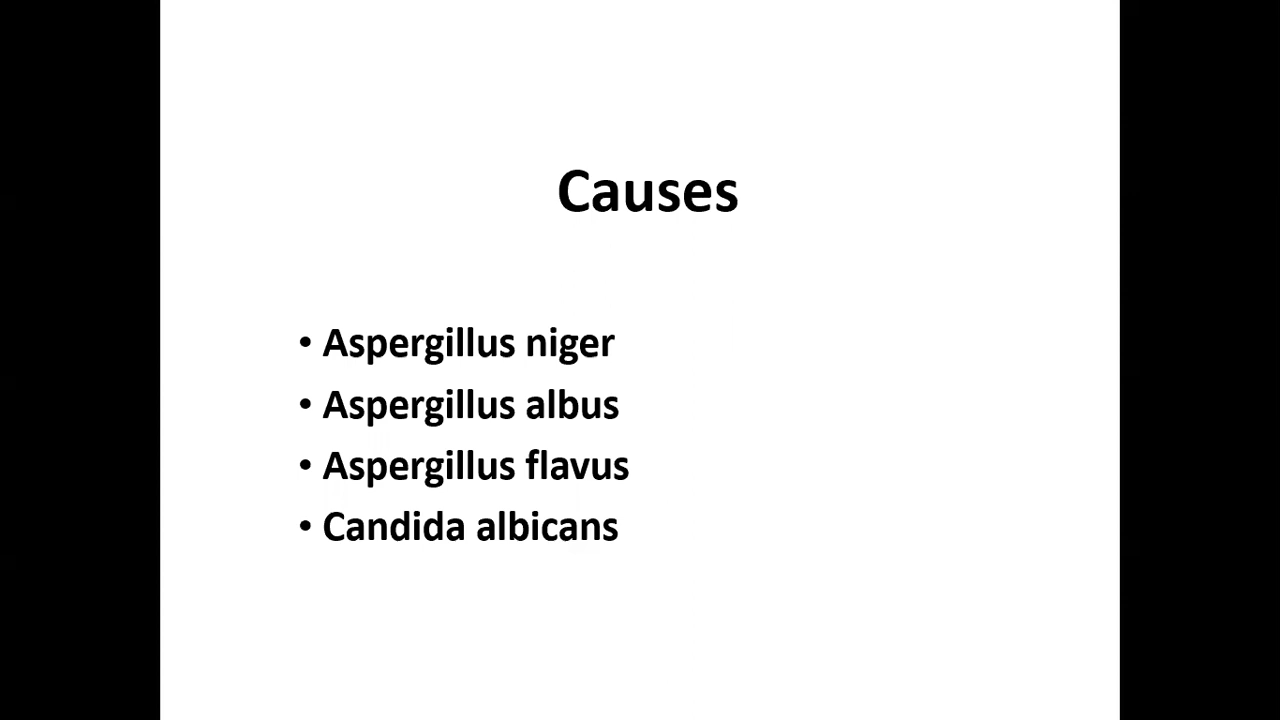 Causes
• Aspergillus niger
• Aspergillus albus
• Aspergillus flavus
• Candida albicans